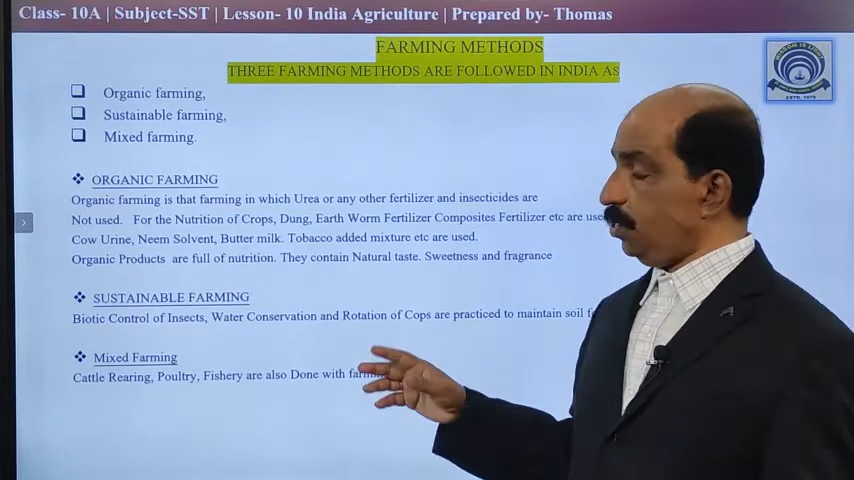 Class- 10A | Subject-SST | Lesson- 10 India Agriculture | Prepared by- Thomas
FARMING METHODS
THREE FARMING METHODS ARE FOLLOWED IN INDIA AS
Organic farming,
Sustainable farming,
Mixed farming.
ORGANIC FARMING
Organic farming is that farming in which Urea or any other fertilizer and insecticides are
Not used. For the Nutrition of Crops, Dung, Earth Worm Fertilizer Composites Fertilizer etc are use
Cow Urine, Neem Solvent, Butter milk. Tobacco added mixture etc are used.
Organic Products are full of nutrition. They contain Natural taste. Sweetness and fragrance
SUSTAINABLE FARMING
Biotic Control of Insects, Water Conservation and Rotation of Cops are practiced to maintain soil f
Mixed Farming
Cattle Rearing, Poultry, Fishery are also Done with
ESTD. 1979